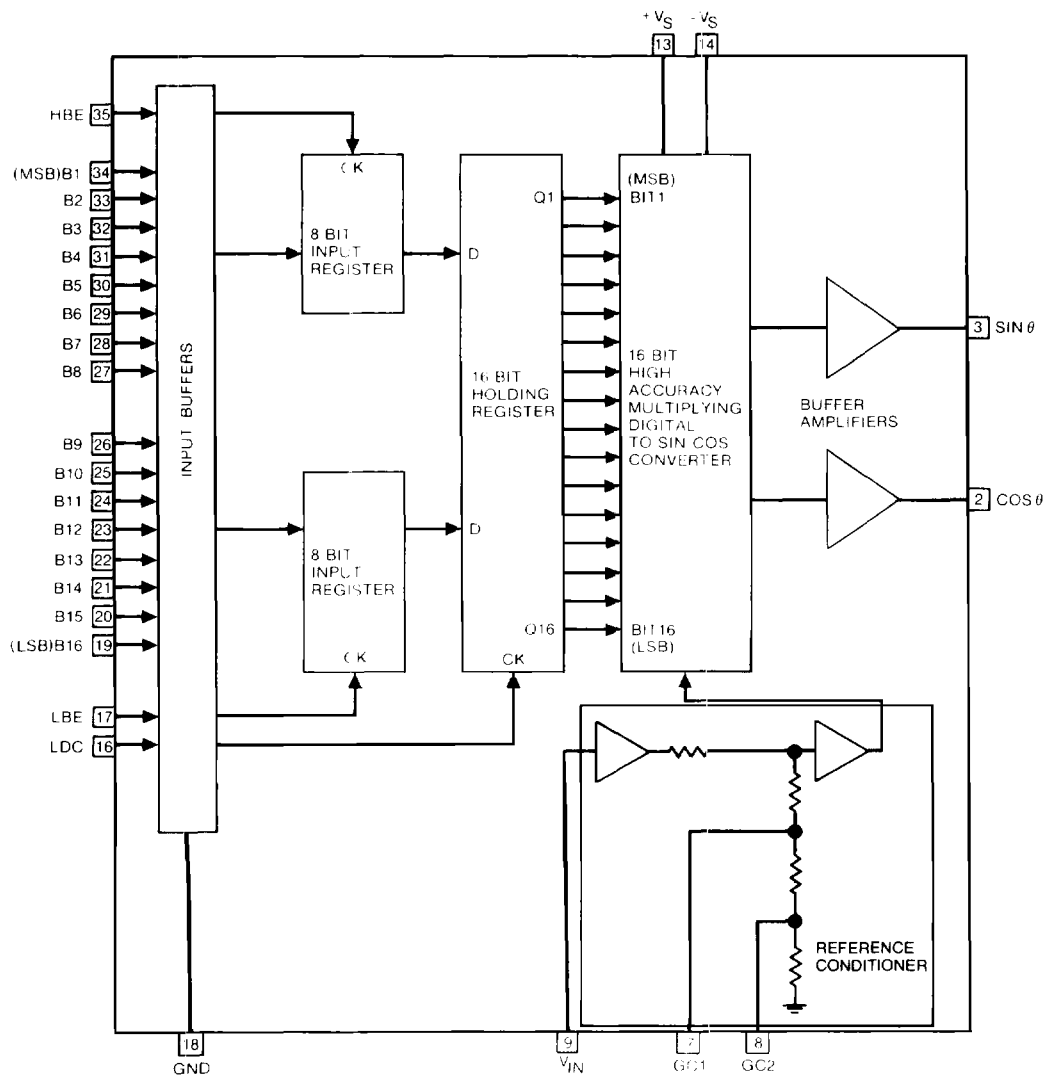 + VS - VS
13 14
HBE 35
(MSB)B1 34
B2 33
B3 32
B4 31
B5 30
B6 29
B7 28
B8 27
B9 26
B10 25
B11 24
B12 23
B13 22
B14 21
B15 20
(LSB)B16 19
LBE 17
LDC 16
INPUT BUFFERS
CK
8 BIT
INPUT
REGISTER
8 BIT
INPUT
REGISTER
CK
D
Q1
16 BIT
HOLDING
REGISTER
D
Q16
CK
(MSB)
BIT1
16 BIT
HIGH
ACCURACY
MULTIPLYING
DIGITAL
TO SIN COS
CONVERTER
BIT16
(LSB)
BUFFER
AMPLIFIERS
3 SIN θ
2 COS θ
REFERENCE
CONDITIONER
18
GND
9
VIN
7
GC1
8
GC2